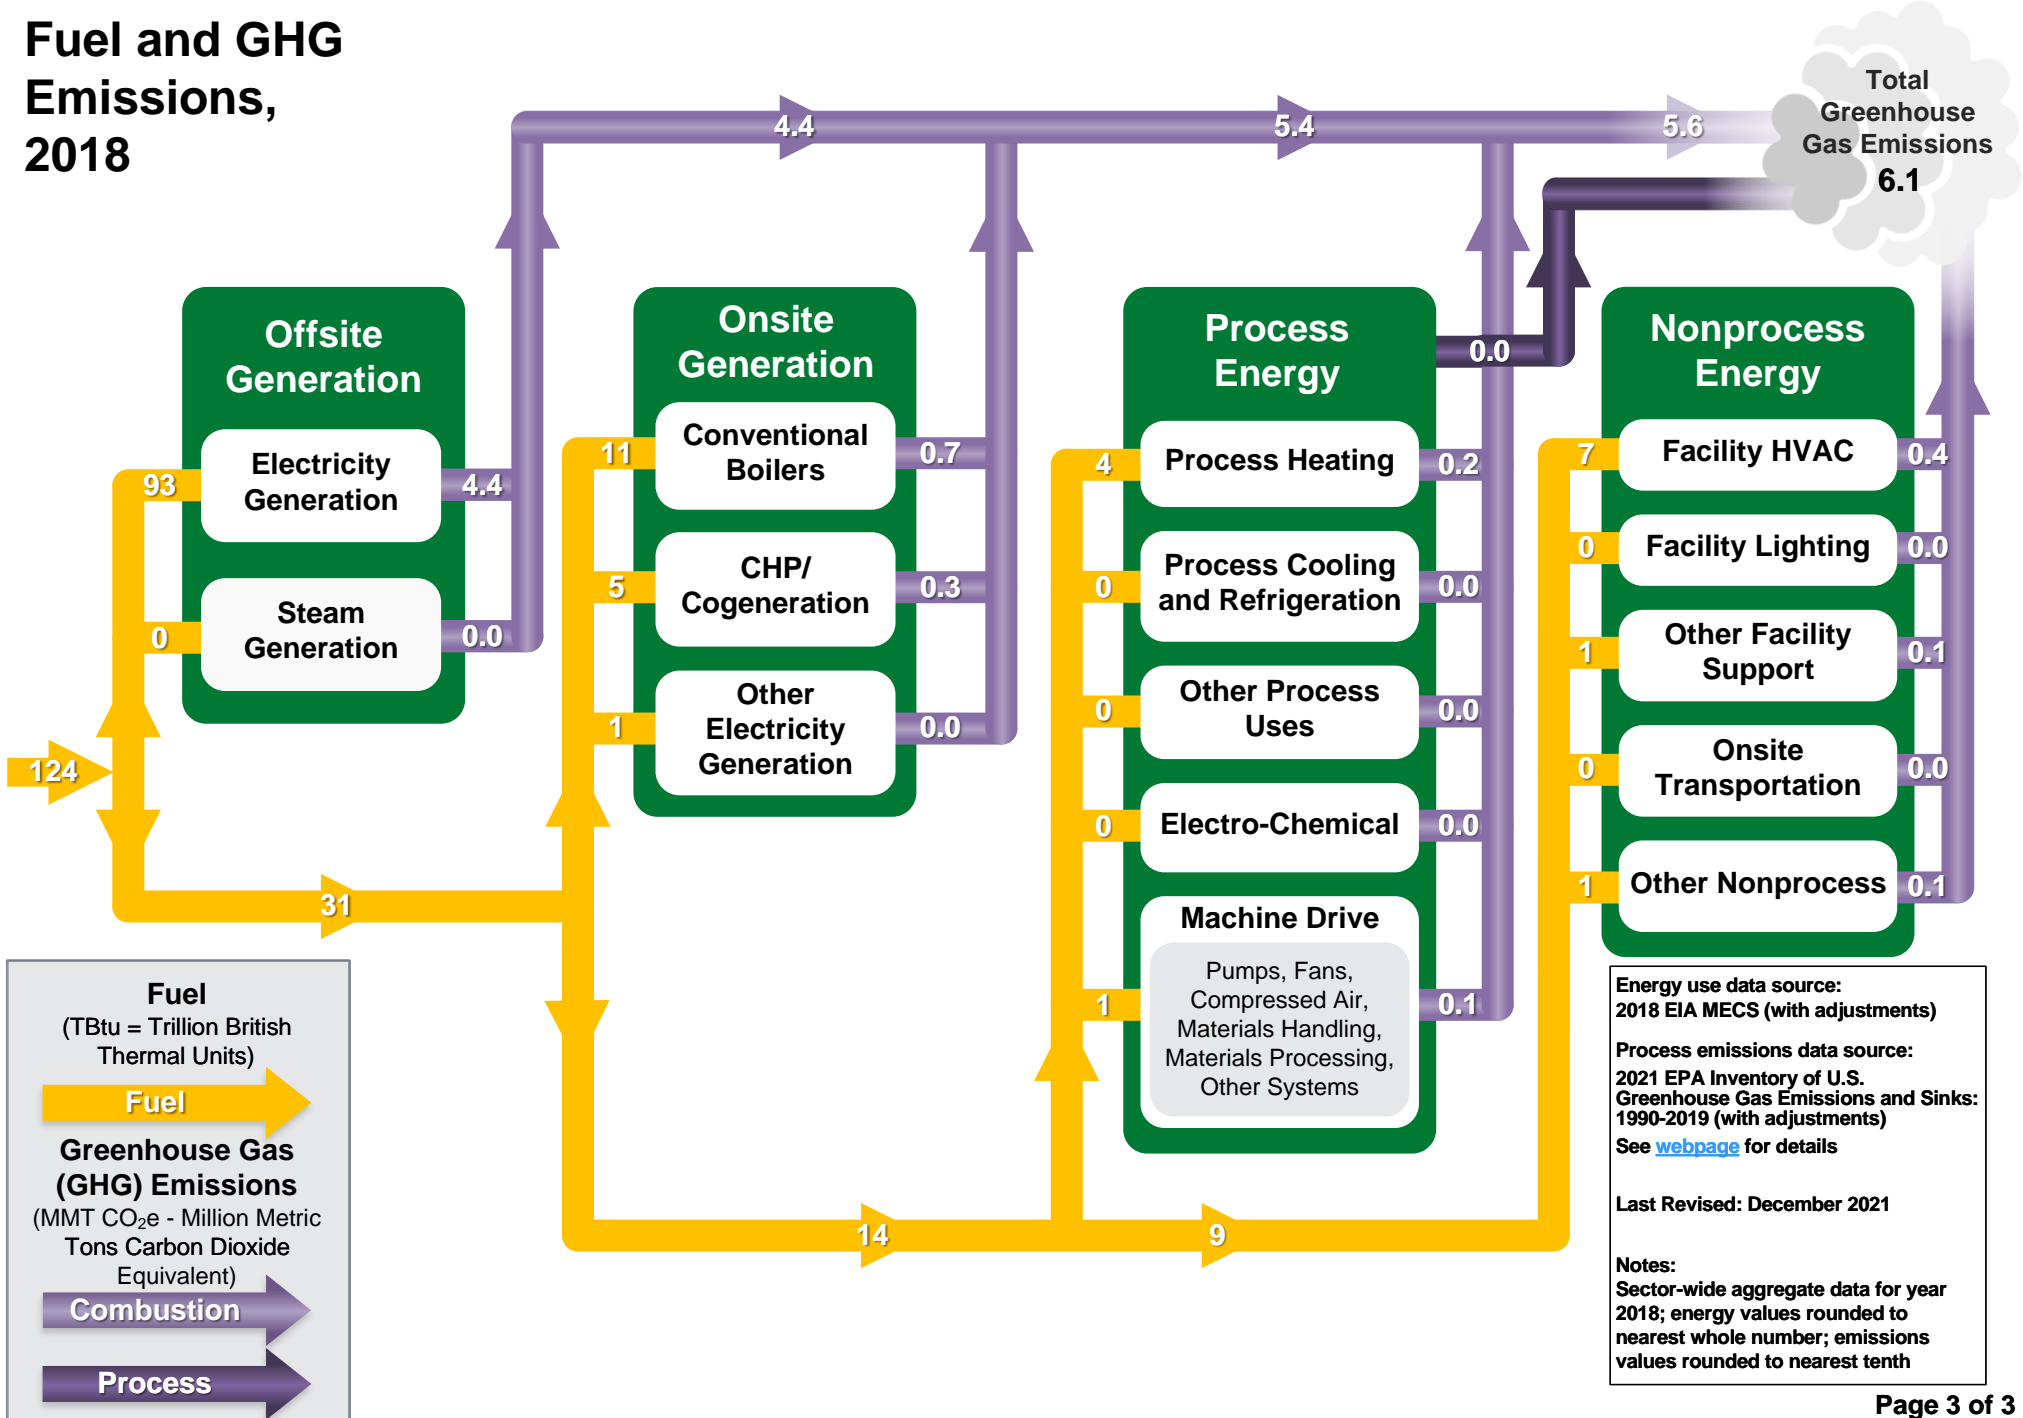 Fuel and GHG
Emissions,
2018
4.4
5.4
5.6
Total
Greenhouse
Gas Emissions
6.1
Offsite
Generation
93
Electricity
Generation
4.4
0
Steam
Generation
0.0
124
31
Onsite
Generation
11
Conventional
Boilers
0.7
5
CHP/
Cogeneration
0.3
1
Other
Electricity
Generation
0.0
14
9
Process
Energy
0.0
4
Process Heating
0.2
0
Process Cooling
and Refrigeration
0.0
0
Other Process
Uses
0.0
0
Electro-Chemical
0.0
1
Machine Drive
Pumps, Fans,
Compressed Air,
Materials Handling,
Materials Processing,
Other Systems
0.1
Nonprocess
Energy
7
Facility HVAC
0.4
0
Facility Lighting
0.0
1
Other Facility
Support
0.1
0
Onsite
Transportation
0.0
1
Other Nonprocess
0.1
Fuel
(TBtu = Trillion British
Thermal Units)
Fuel
Greenhouse Gas
(GHG) Emissions
(MMT CO₂e - Million Metric
Tons Carbon Dioxide
Equivalent)
Combustion
Process
Energy use data source:
2018 EIA MECS (with adjustments)
Process emissions data source:
2021 EPA Inventory of U.S.
Greenhouse Gas Emissions and Sinks:
1990-2019 (with adjustments)
See webpage for details
Last Revised: December 2021
Notes:
Sector-wide aggregate data for year
2018; energy values rounded to
nearest whole number; emissions
values rounded to nearest tenth
Page 3 of 3